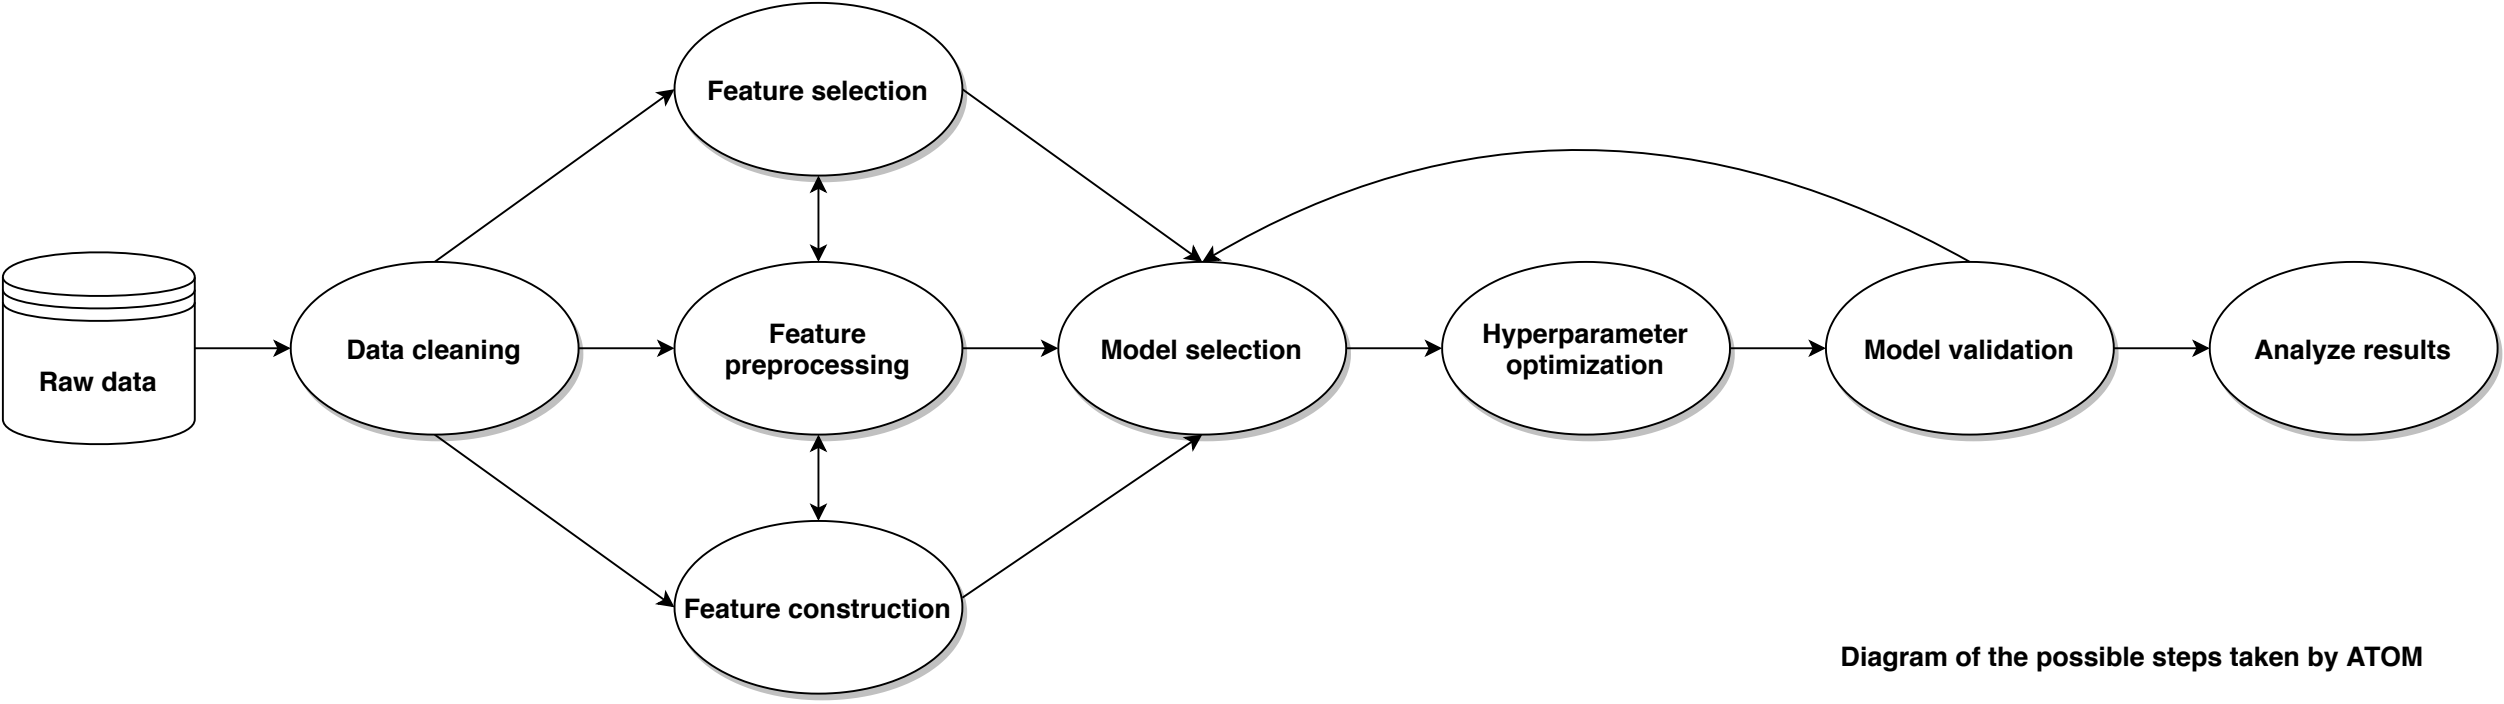 Feature selection
Raw data
Data cleaning
Feature
preprocessing
Model selection
Hyperparameter
optimization
Model validation
Analyze results
Feature construction
Diagram of the possible steps taken by ATOM